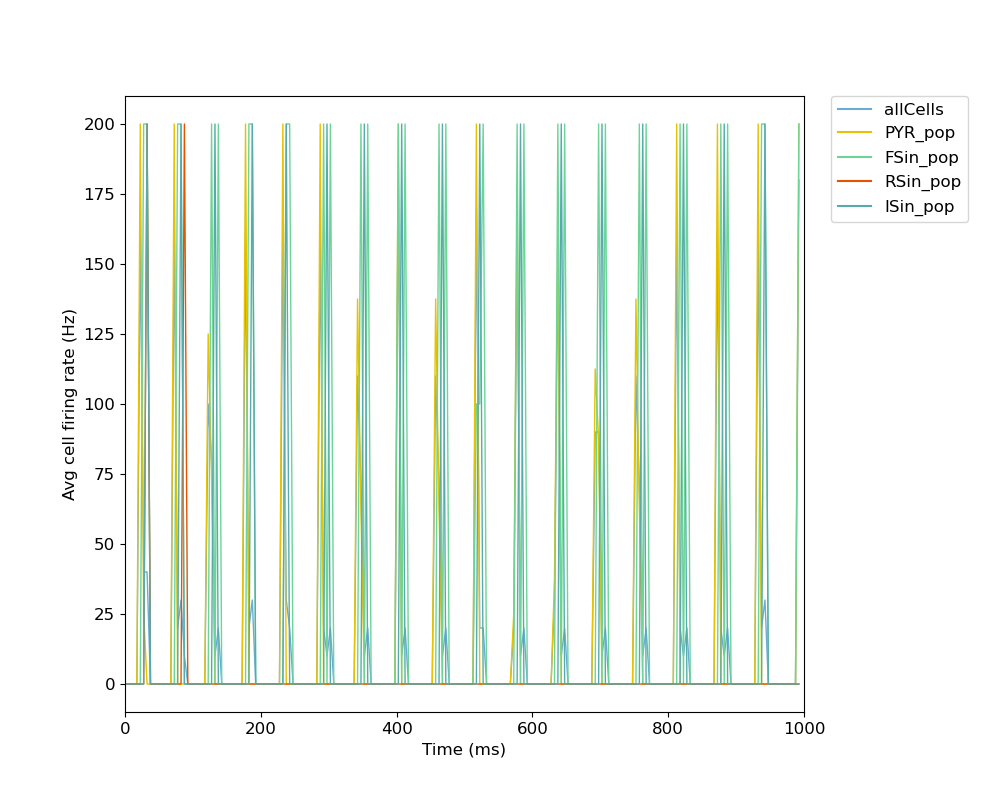 allCells
PYR_pop
FSin_pop
RSin_pop
ISin_pop
200
175
150
125
100
75
50
25
0
Avg cell firing rate (Hz)
0 200 400 600 800 1000
Time (ms)